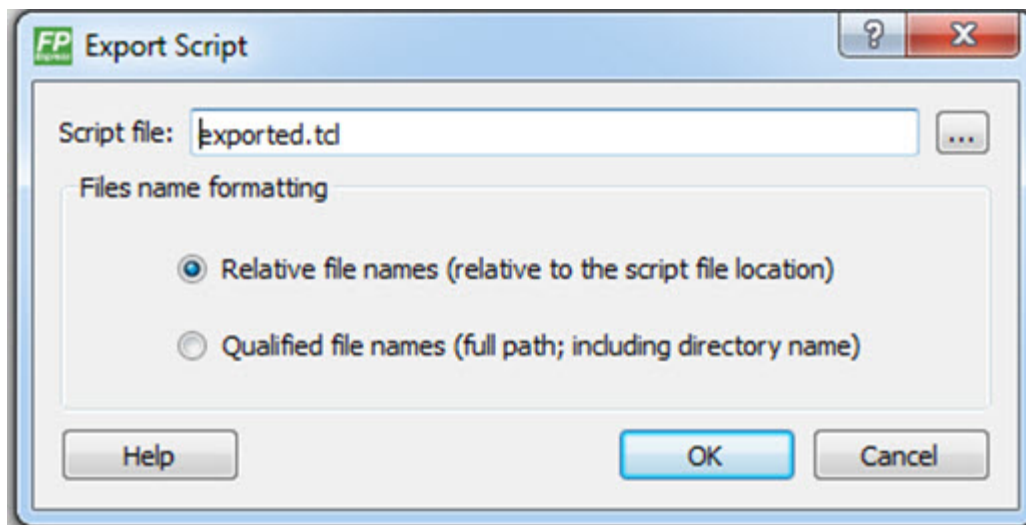 FP Express Export Script
Script file: exported.tcl ...
Files name formatting
Relative file names (relative to the script file location)
Qualified file names (full path; including directory name)
Help OK Cancel